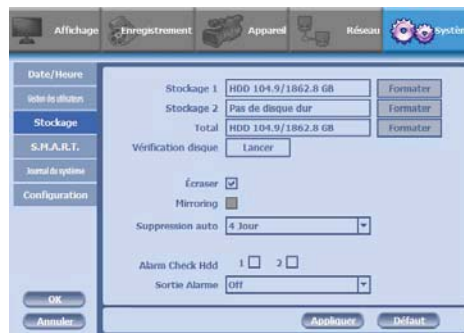 Affichage
Enregistrement
Appareil
Réseau
Système
Date/Heure
Stockage
S.M.A.R.T.
Journal du système
Configuration
OK
Annuler
Stockage 1 HDD 104.9/1862.8 GB Formater
Stockage 2 Pas de disque dur Formater
Total HDD 104.9/1862.8 GB Formater
Vérification disque Lancer
Écraser
Mirroring
Suppression auto 4 Jour
Alarm Check Hdd 1 2
Sortie Alarme Off
Appliquer Défaut